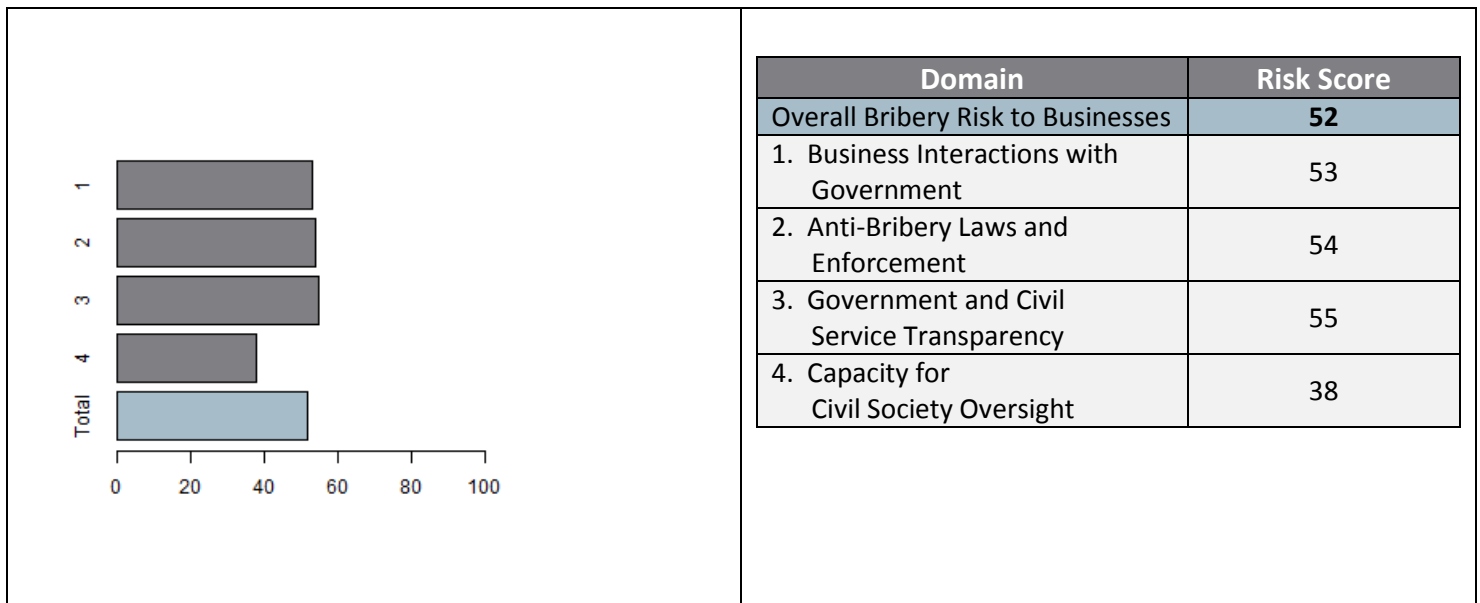 1
2
3
4
Total
0 20 40 60 80 100
Domain Risk Score
Overall Bribery Risk to Businesses 52
1. Business Interactions with
Government
53
2. Anti-Bribery Laws and
Enforcement
54
3. Government and Civil
Service Transparency
55
4. Capacity for
Civil Society Oversight
38